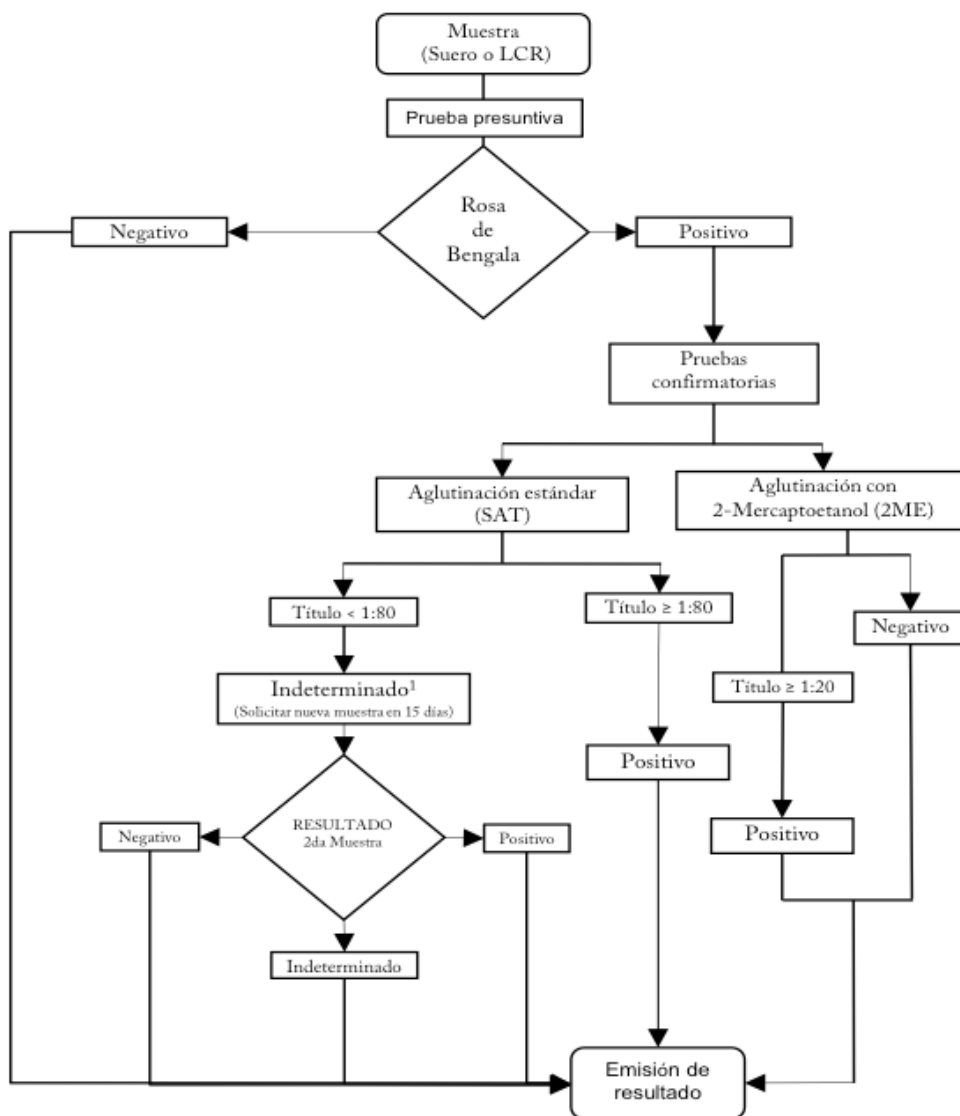 Muestra
(Suero o LCR)
Prueba presuntiva
Rosa
de
Bengala
Negativo
Positivo
Pruebas
confirmatorias
Aglutinación estándar
(SAT)
Aglutinación con
2-Mercaptoetanol (2ME)
Título < 1:80
Título ≥ 1:80
Negativo
Indeterminado¹
(Solicitar nueva muestra en 15 días)
Título ≥ 1:20
Positivo
RESULTADO
2da Muestra
Negativo
Positivo
Positivo
Indeterminado
Emisión de
resultado